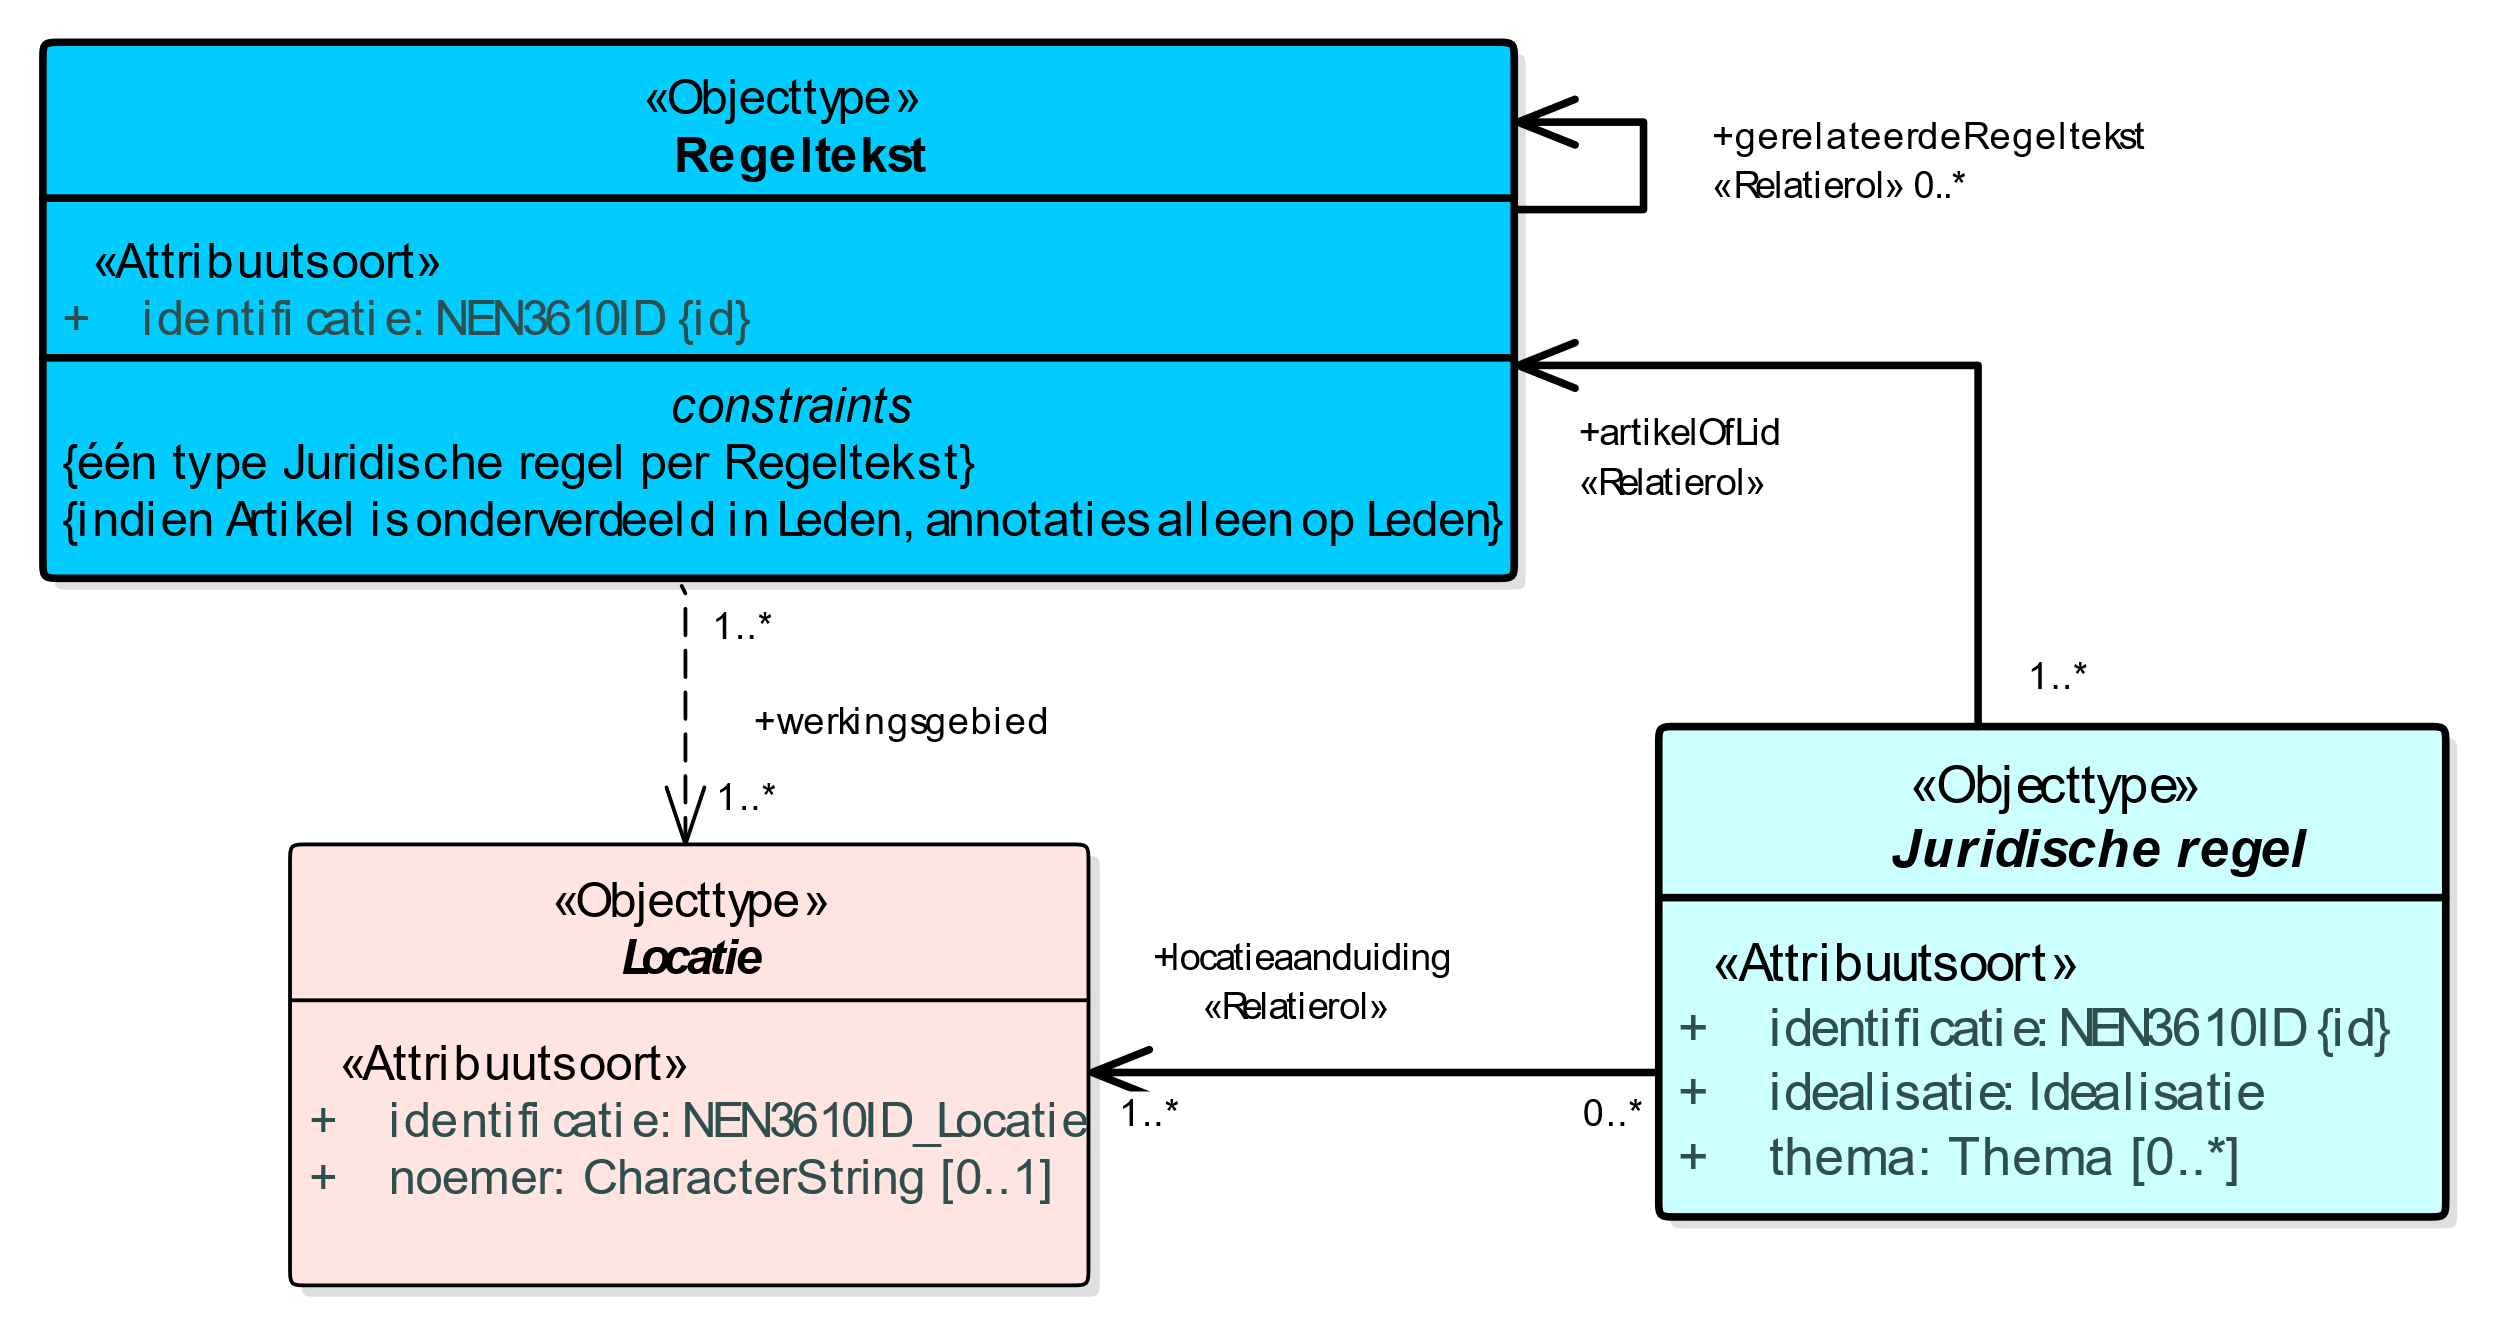 «Objecttype»
Regeltekst
«Attribuutsoort»
+ identificatie: NEN3610ID {id}
constraints
{één type Juridische regel per Regeltekst}
{indien Artikel is onderverdeeld in Leden, annotaties alleen op Leden}
+gerelateerdeRegeltekst
«Relatierol» 0..*
+artikelOfLid
«Relatierol»
1..*
1..*
+werkingsgebied
1..*
«Objecttype»
Juridische regel
«Attribuutsoort»
+ identificatie: NEN3610ID {id}
+ idealisatie: Idealisatie
+ thema: Thema [0..*]
«Objecttype»
Locatie
«Attribuutsoort»
+ identificatie: NEN3610ID_Locatie
+ noemer: CharacterString [0..1]
+locatieaanduiding
«Relatierol»
1..*
0..*